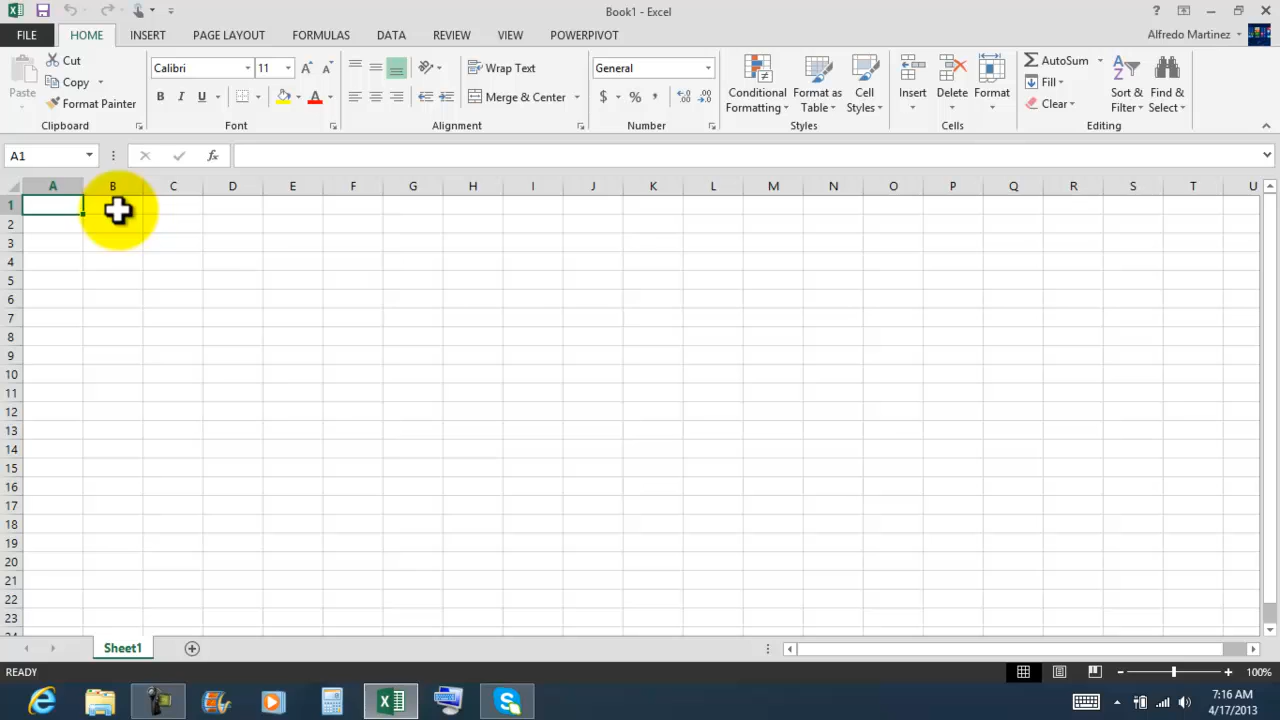 Book1 - Excel
?
FILE HOME INSERT PAGE LAYOUT FORMULAS DATA REVIEW VIEW POWERPIVOT Alfredo Martinez
Paste Cut Copy Format Painter Clipboard
Calibri 11 B I U A Font
Wrap Text Merge & Center Alignment
General $ % , Number
Conditional Formatting Format as Table Cell Styles Styles
Insert Delete Format Cells
AutoSum Fill Clear Sort & Filter Find & Select Editing
A1 fx
A B C D E F G H I J K L M N O P Q R S T U
1
2
3
4
5
6
7
8
9
10
11
12
13
14
15
16
17
18
19
20
21
22
23
24
Sheet1
READY 100%
7:16 AM
4/17/2013